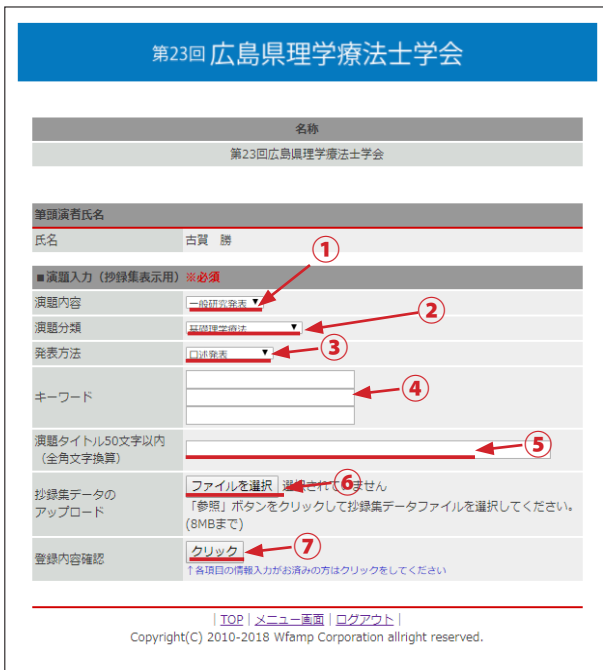 第23回 広島県理学療法士学会
名称
第23回広島県理学療法士学会
筆頭演者氏名
氏名 古賀 勝
①
■演題入力(抄録集表示用) ※必須
演題内容 一般研究発表 ▼
②
演題分類 基礎理学療法 ▼
③
発表方法 口述発表 ▼
キーワード ④
演題タイトル50文字以内
(全角文字換算)
⑤
抄録集データの
アップロード
ファイルを選択 選択されていません
⑥
「参照」ボタンをクリックして抄録集データファイルを選択してください。
(8MBまで)
登録内容確認 クリック ⑦
↑各項目の情報入力がお済みの方はクリックをしてください
| TOP | メニュー画面 | ログアウト |
Copyright(C) 2010-2018 Wfamp Corporation allright reserved.